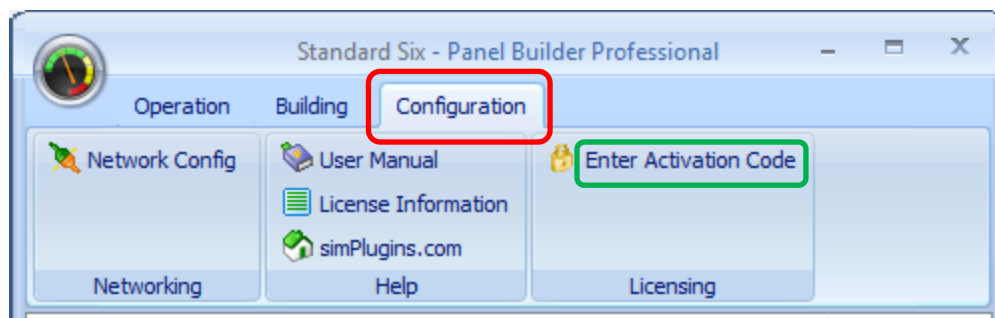 Standard Six - Panel Builder Professional
Operation Building Configuration
Network Config User Manual Enter Activation Code
License Information
simPlugins.com
Networking Help Licensing